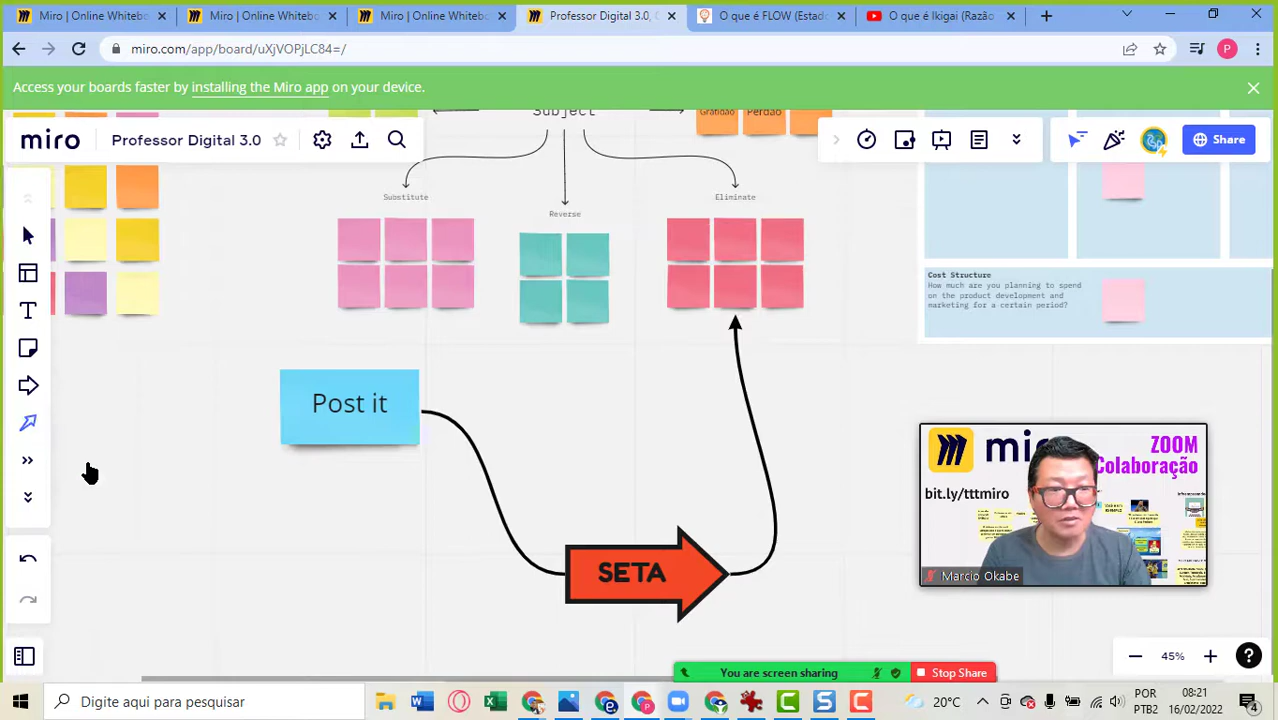 Miro | Online Whitebo
Miro | Online Whitebo
Miro | Online Whitebo
Professor Digital 3.0,
O que é FLOW (Estad
O que é Ikigai (Razão
miro.com/app/board/uXjVOPjLC84=/
P
Access your boards faster by installing the Miro app on your device.
miro
Professor Digital 3.0
Share
Subject
Gratidão
Perdão
Substitute
Reverse
Eliminate
Cost Structure
How much are you planning to spend
on the product development and
marketing for a certain period?
Post it
SETA
ZOOM
Colaboração
bit.ly/tttmiro
Marcio Okabe
45%
You are screen sharing
Stop Share
Digite aqui para pesquisar
20°C
POR
PTB2
08:21
16/02/2022
4